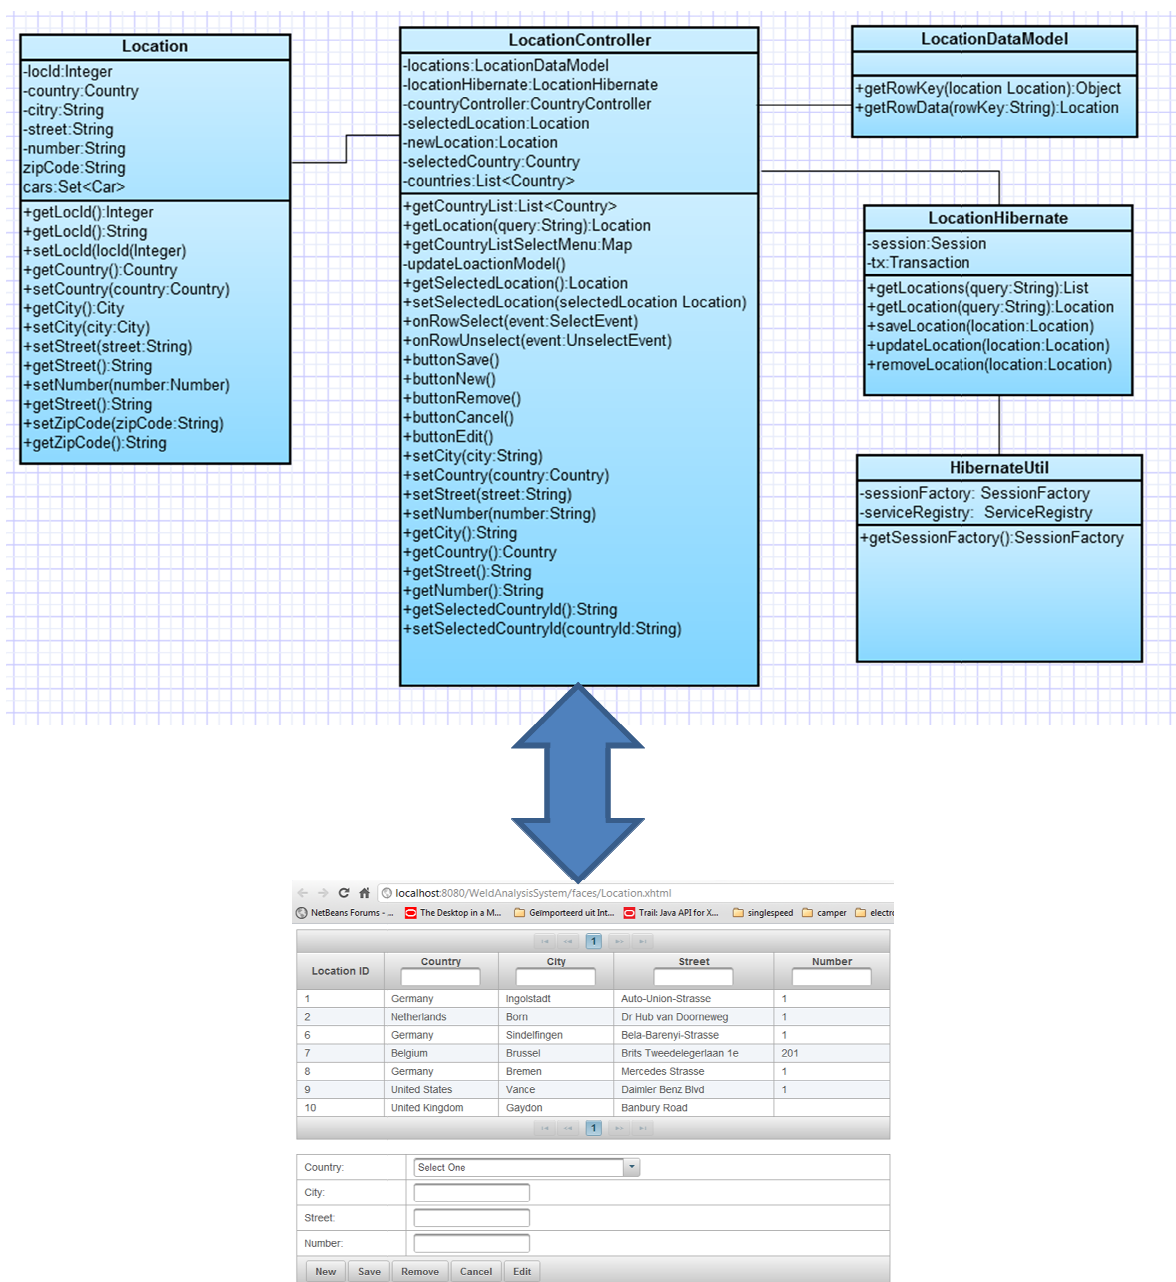 Location
-locId:Integer
-country:Country
-citry:String
-street:String
-number:String
zipCode:String
cars:Set<Car>
+getLocId():Integer
+getLocId():String
+setLocId(locId(Integer)
+getCountry():Country
+setCountry(country:Country)
+getCity():City
+setCity(city:City)
+setStreet(street:String)
+getStreet():String
+setNumber(number:Number)
+getStreet():String
+setZipCode(zipCode:String)
+getZipCode():String
LocationController
-locations:LocationDataModel
-locationHibernate:LocationHibernate
-countryController:CountryController
-selectedLocation:Location
-newLocation:Location
-selectedCountry:Country
-countries:List<Country>
+getCountryList:List<Country>
+getLocation(query:String):Location
+getCountryListSelectMenu:Map
-updateLoactionModel()
+getSelectedLocation():Location
+setSelectedLocation(selectedLocation Location)
+onRowSelect(event:SelectEvent)
+onRowUnselect(event:UnselectEvent)
+buttonSave()
+buttonNew()
+buttonRemove()
+buttonCancel()
+buttonEdit()
+setCity(city:String)
+setCountry(country:Country)
+setStreet(street:String)
+setNumber(number:String)
+getCity():String
+getCountry():Country
+getStreet():String
+getNumber():String
+getSelectedCountryId():String
+setSelectedCountryId(countryId:String)
LocationDataModel
+getRowKey(location Location):Object
+getRowData(rowKey:String):Location
LocationHibernate
-session:Session
-tx:Transaction
+getLocations(query:String):List
+getLocation(query:String):Location
+saveLocation(location:Location)
+updateLocation(location:Location)
+removeLocation(location:Location)
HibernateUtil
-sessionFactory: SessionFactory
-serviceRegistry: ServiceRegistry
+getSessionFactory():SessionFactory
localhost:8080/WeldAnalysisSystem/faces/Location.xhtml
NetBeans Forums - ... The Desktop in a M... Geïmporteerd uit Int... Trail: Java API for X... singlespeed camper electro
1
Location ID Country City Street Number
1 Germany Ingolstadt Auto-Union-Strasse 1
2 Netherlands Born Dr Hub van Doorneweg 1
6 Germany Sindelfingen Bela-Barenyi-Strasse 1
7 Belgium Brussel Brits Tweedelegerlaan 1e 201
8 Germany Bremen Mercedes Strasse 1
9 United States Vance Daimler Benz Blvd 1
10 United Kingdom Gaydon Banbury Road
1
Country: Select One
City:
Street:
Number:
New Save Remove Cancel Edit